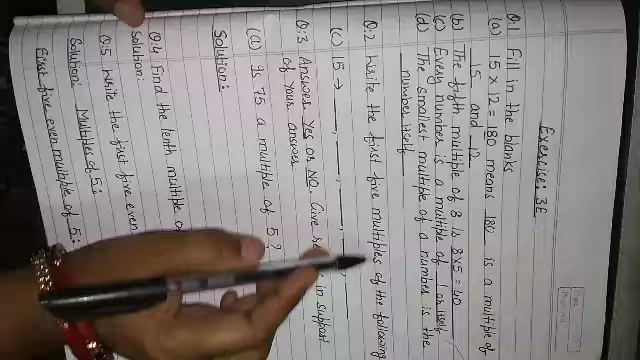 Exercise: 3E
Q:1 Fill in the blanks
(a) 15 x 12 = 180 means 180 is a multiple of
15 and 12
(b) The fifth multiple of 8 is 8x5 = 40
(c) Every number is a multiple of 1 or itself
(d) The smallest multiple of a number is the
number itself
Q:2 Write the first five multiples of the following
(c) 15 →
Q:3 Answer Yes or NO. Give in support
of your answer
(a) Is 75 a multiple of 5?
Solution:
Q:4 Find the tenth multiple of
Solution:
Q:5 Write the first five even
Solution: Multiples of 5:
First five even multiple of 5: